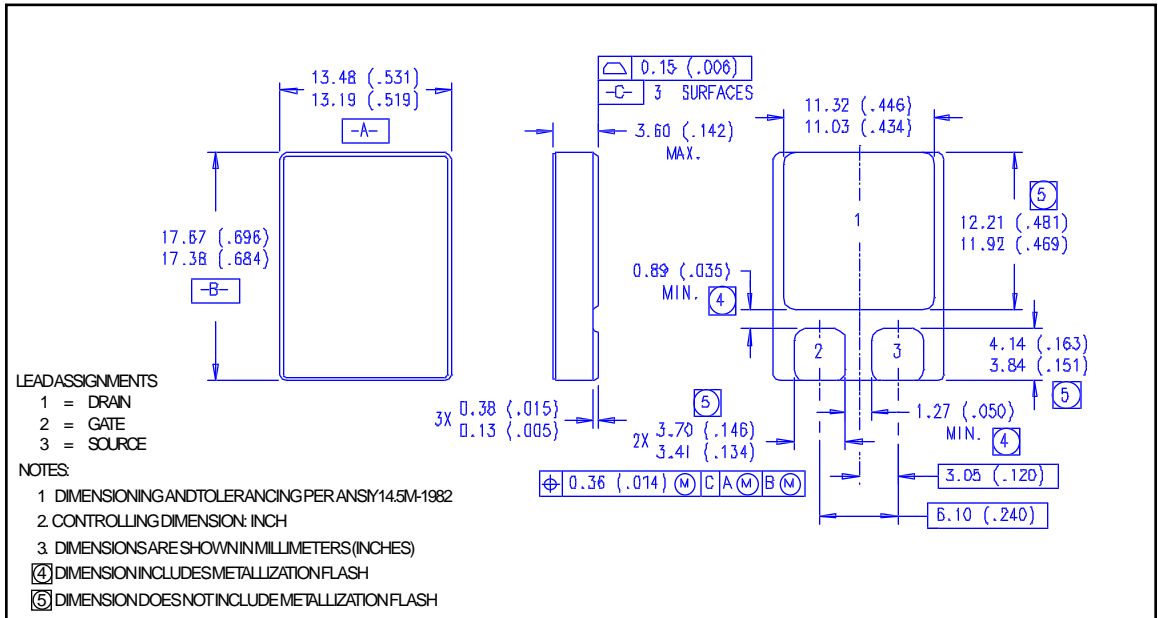 0.15 (.006)
-C- 3 SURFACES
13.48 (.531)
13.19 (.519)
-A-
3.60 (.142)
MAX.
11.32 (.446)
11.03 (.434)
1
5
12.21 (.481)
11.92 (.469)
17.67 (.696)
17.38 (.684)
-B-
0.89 (.035)
MIN. 4
2
3
4.14 (.163)
3.84 (.151)
5
LEAD ASSIGNMENTS
1 = DRAIN
2 = GATE
3 = SOURCE
3X 0.38 (.015)
0.13 (.005)
5
2X 3.70 (.146)
3.41 (.134)
1.27 (.050)
MIN. 4
0.36 (.014) Ⓜ C A Ⓜ B Ⓜ
3.05 (.120)
6.10 (.240)
NOTES:
1 DIMENSIONING AND TOLERANCING PER ANSI Y14.5M-1982
2. CONTROLLING DIMENSION: INCH
3. DIMENSIONS ARE SHOWN IN MILLIMETERS (INCHES)
4 DIMENSION INCLUDES METALLIZATION FLASH
5 DIMENSION DOES NOT INCLUDE METALLIZATION FLASH